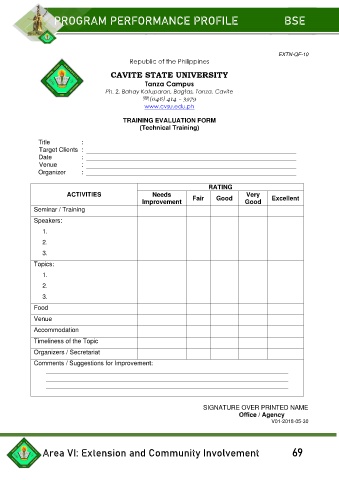 PROGRAM PERFORMANCE PROFILE BSE
EXTN-QF-10
Republic of the Philippines
CAVITE STATE UNIVERSITY
Tanza Campus
Ph. 2, Bahay Katuparan, Bagtas, Tanza, Cavite
☏(046) 414 – 3979
www.cvsu.edu.ph
TRAINING EVALUATION FORM
(Technical Training)
Title :
Target Clients :
Date :
Venue :
Organizer :
ACTIVITIES RATING
Needs Improvement Fair Good Very Good Excellent
Seminar / Training
Speakers:
1.
2.
3.
Topics:
1.
2.
3.
Food
Venue
Accommodation
Timeliness of the Topic
Organizers / Secretariat
Comments / Suggestions for Improvement:
SIGNATURE OVER PRINTED NAME
Office / Agency
V01-2018-05-30
Area VI: Extension and Community Involvement 69